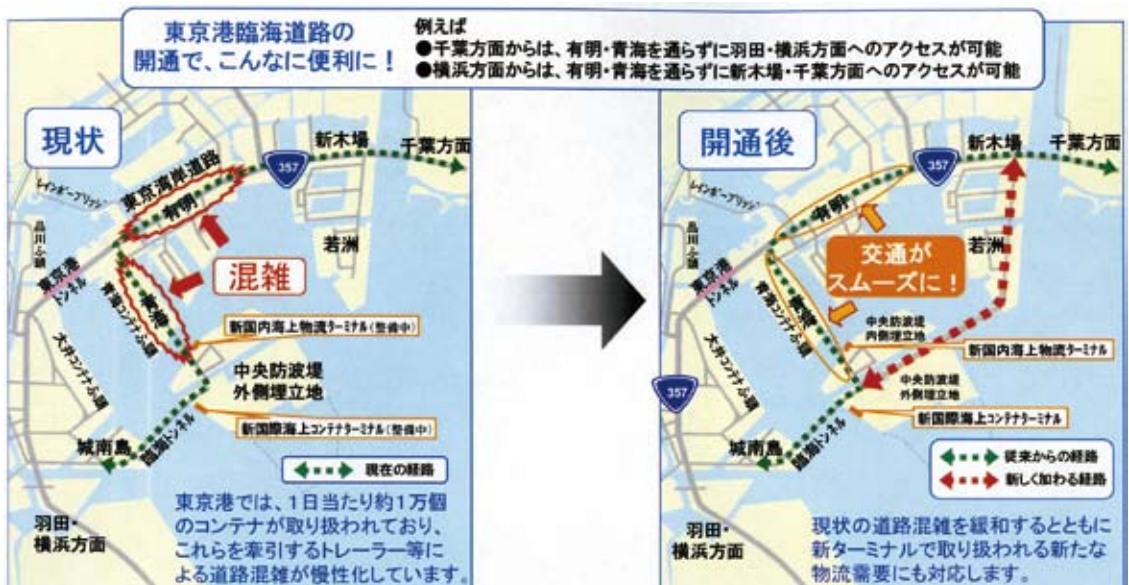 東京港臨海道路の
開通で、こんなに便利に！
例えば
●千葉方面からは、有明・青海を通らずに羽田・横浜方面へのアクセスが可能
●横浜方面からは、有明・青海を通らずに新木場・千葉方面へのアクセスが可能
現状
新木場
千葉方面
357
東京湾岸道路
有明
レインボーブリッジ
品川ふ頭
若洲
混雑
東京港
トンネル
青海
青海コンテナふ頭
大井コンテナふ頭
新国内海上物流ターミナル(整備中)
中央防波堤
外側埋立地
新国際海上コンテナターミナル(整備中)
臨海トンネル
城南島
現在の経路
羽田・
横浜方面
東京港では、1日当たり約1万個
のコンテナが取り扱われており、
これらを牽引するトレーラー等に
よる道路混雑が慢性化しています。
開通後
新木場
千葉方面
357
有明
レインボーブリッジ
品川ふ頭
若洲
交通が
スムーズに！
東京港
トンネル
青海
青海コンテナふ頭
大井コンテナふ頭
中央防波堤
内側埋立地
新国内海上物流ターミナル
中央防波堤
外側埋立地
357
新国際海上コンテナターミナル
臨海トンネル
城南島
従来からの経路
新しく加わる経路
羽田・
横浜方面
現状の道路混雑を緩和するとともに
新ターミナルで取り扱われる新たな
物流需要にも対応します。